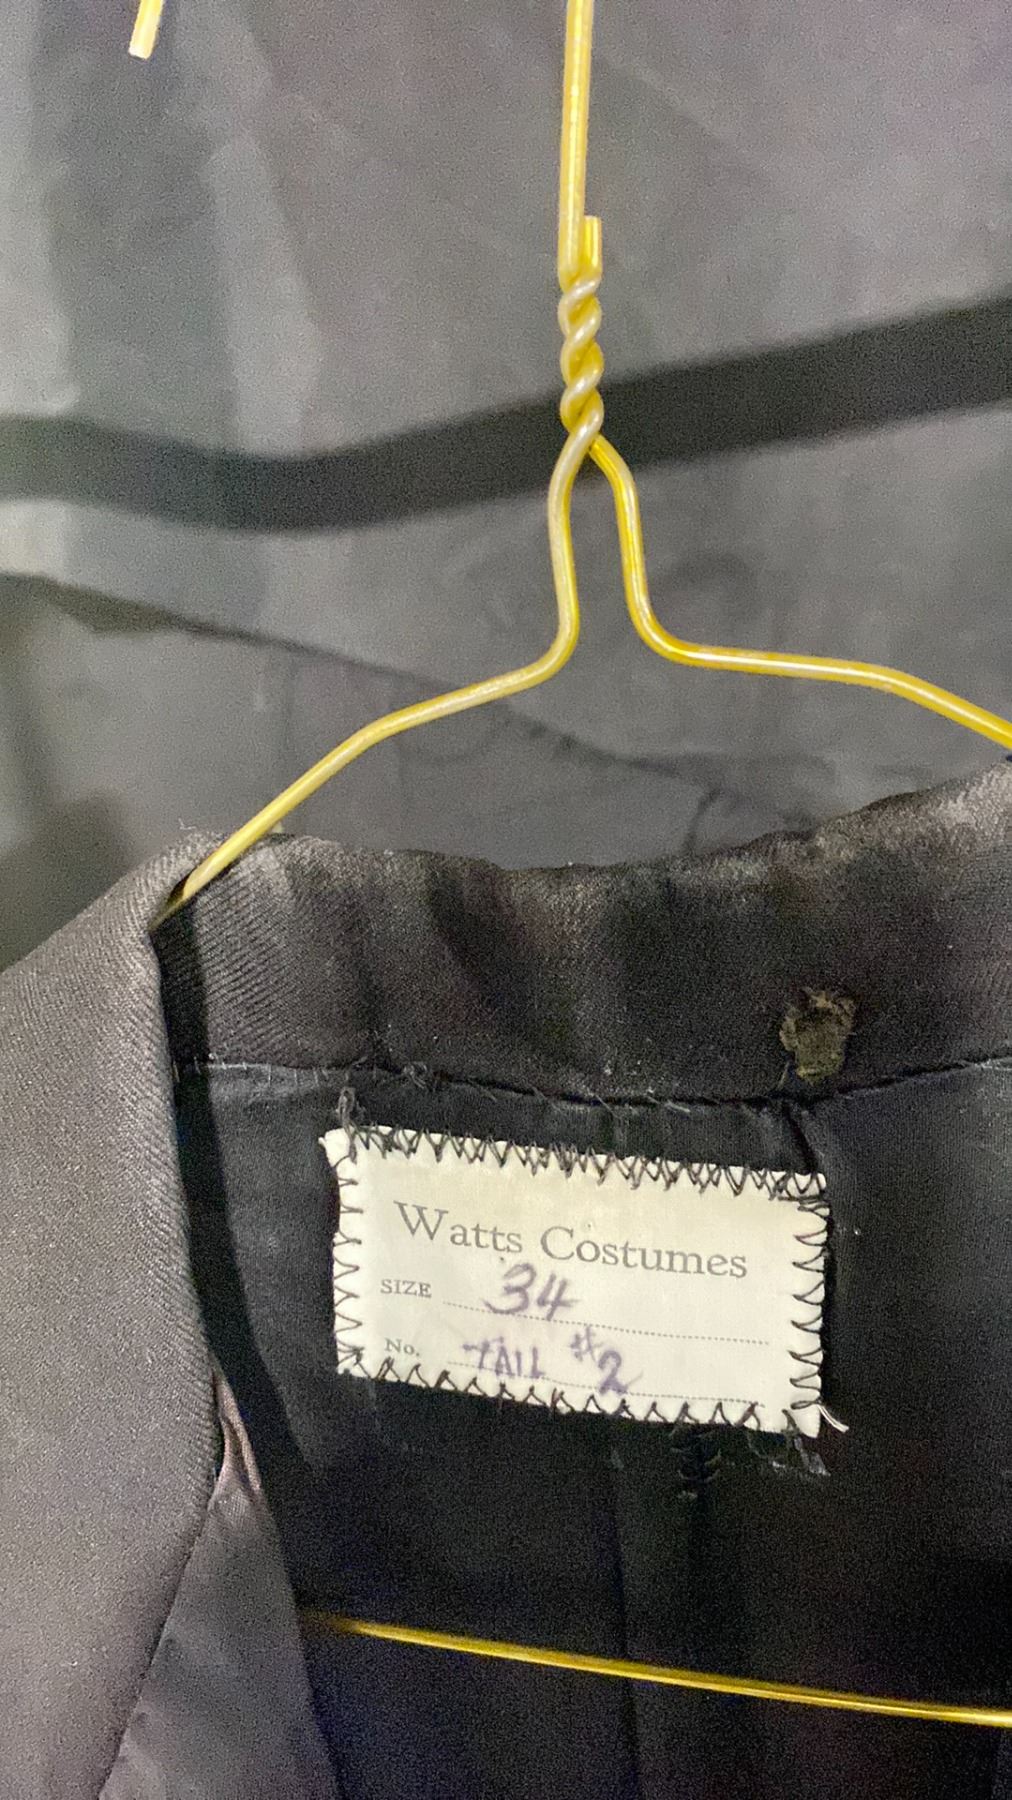 Watts Costumes
SIZE 34
No. TAIL #2